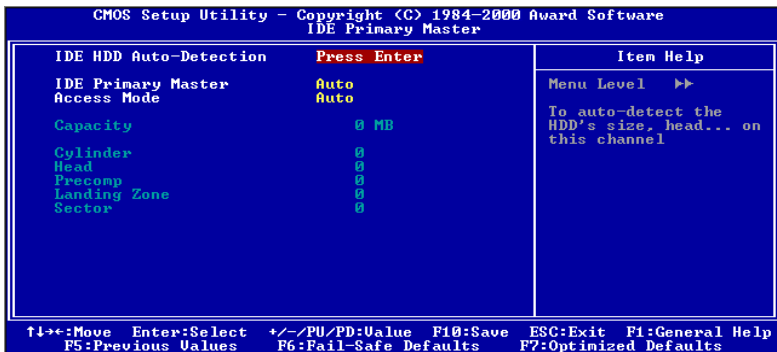 CMOS Setup Utility – Copyright (C) 1984–2000 Award Software
IDE Primary Master
IDE HDD Auto-Detection Press Enter
IDE Primary Master Auto
Access Mode Auto
Capacity 0 MB
Cylinder 0
Head 0
Precomp 0
Landing Zone 0
Sector 0
Item Help
Menu Level ▶▶
To auto-detect the
HDD's size, head... on
this channel
↑↓→←:Move Enter:Select +/-/PU/PD:Value F10:Save ESC:Exit F1:General Help
F5:Previous Values F6:Fail-Safe Defaults F7:Optimized Defaults